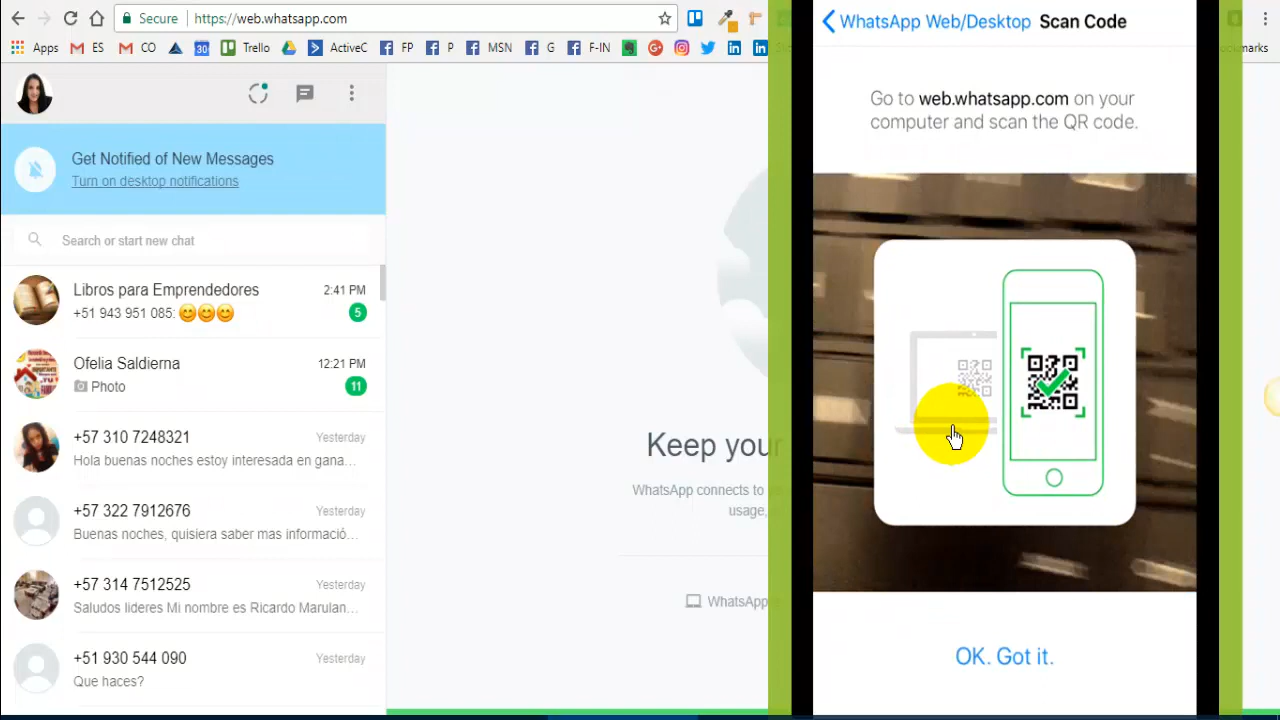 Secure
https://web.whatsapp.com
Apps
ES
CO
30
Trello
ActiveC
FP
P
MSN
G
F-IN
Get Notified of New Messages
Turn on desktop notifications
Search or start new chat
Libros para Emprendedores
2:41 PM
+51 943 951 085: 😊😊😊
5
Ofelia Saldierna
12:21 PM
Photo
11
+57 310 7248321
Yesterday
Hola buenas noches estoy interesada en gana…
+57 322 7912676
Yesterday
Buenas noches, quisiera saber mas informació…
+57 314 7512525
Yesterday
Saludos lideres Mi nombre es Ricardo Marulan…
+51 930 544 090
Yesterday
Que haces?
Keep your
WhatsApp connects to
usage,
WhatsApp
WhatsApp Web/Desktop
Scan Code
Go to web.whatsapp.com on your
computer and scan the QR code.
OK. Got it.